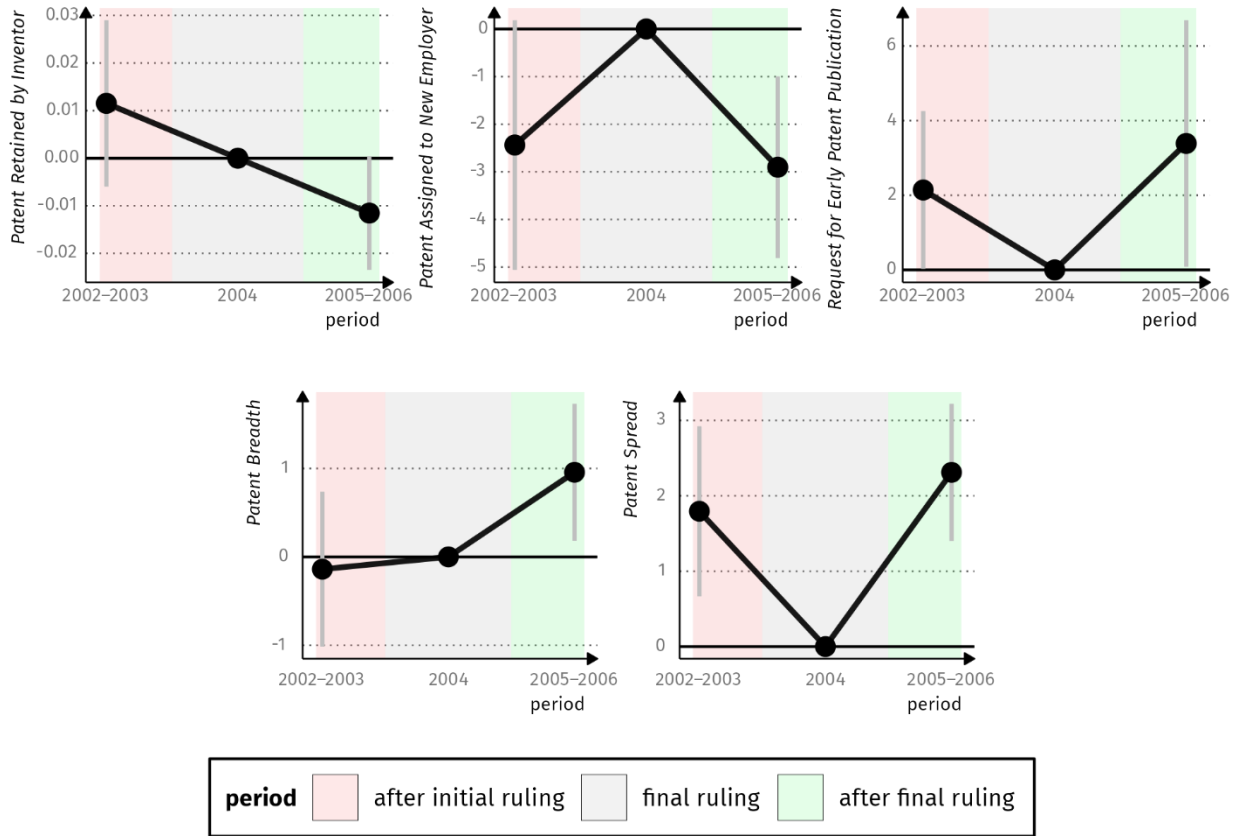 Patent Retained by Inventor
0.03
0.02
0.01
0.00
-0.01
-0.02
2002–2003 2004 2005–2006
period
Patent Assigned to New Employer
0
-1
-2
-3
-4
-5
2002–2003 2004 2005–2006
period
Request for Early Patent Publication
6
4
2
0
2002–2003 2004 2005–2006
period
Patent Breadth
1
0
-1
2002–2003 2004 2005–2006
period
Patent Spread
3
2
1
0
2002–2003 2004 2005–2006
period
period after initial ruling final ruling after final ruling